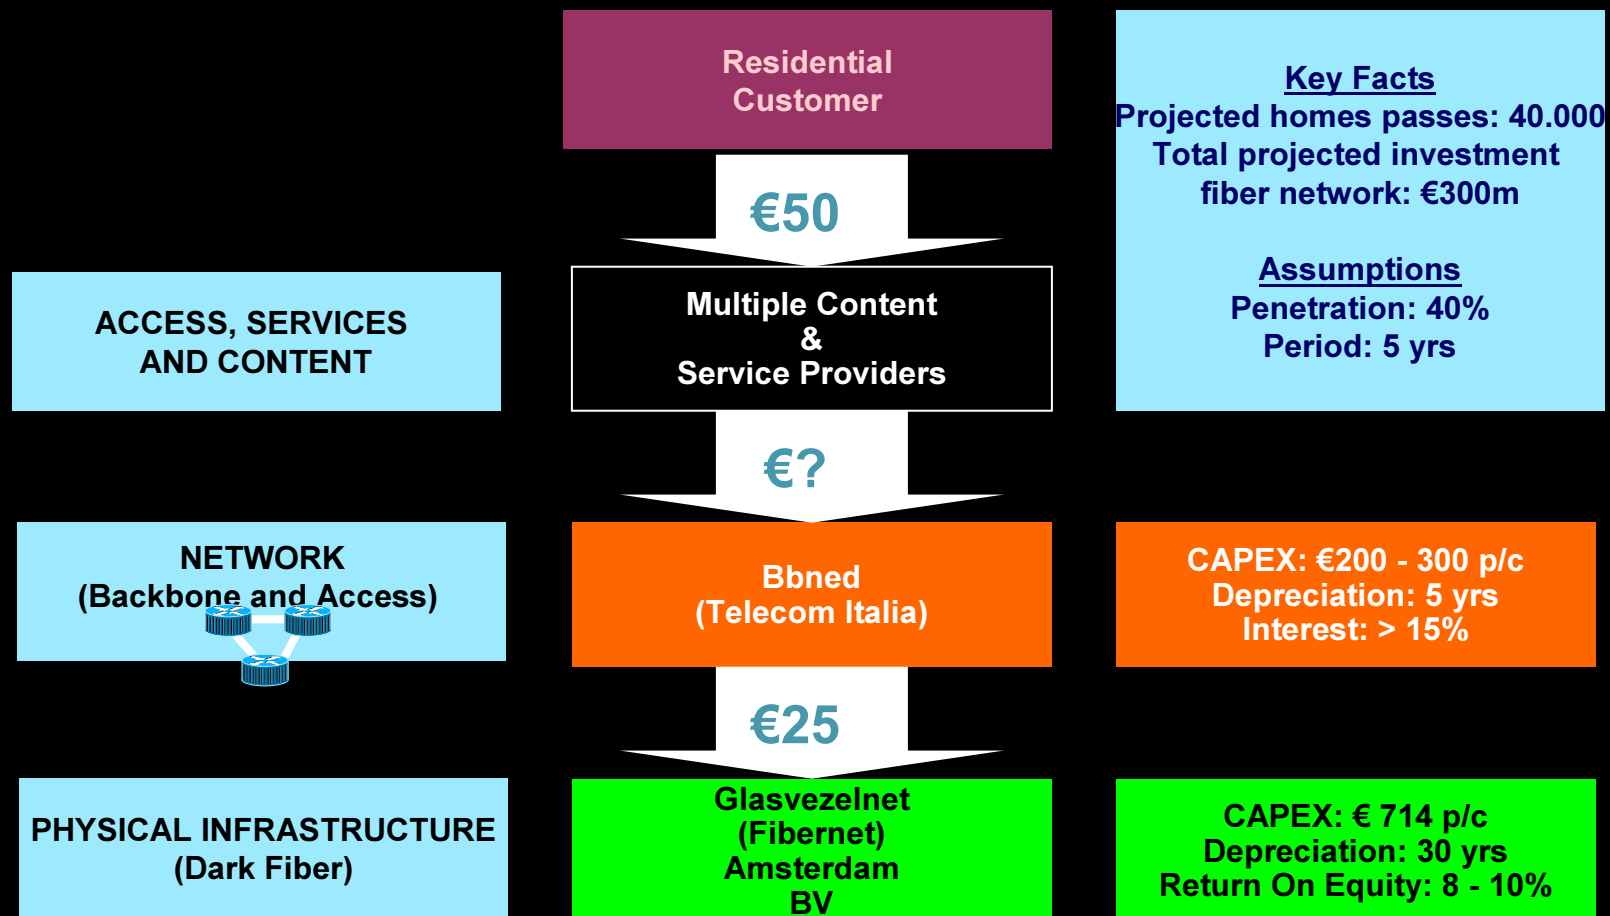 Residential
Customer
Key Facts
Projected homes passes: 40.000
Total projected investment
fiber network: €300m
Assumptions
Penetration: 40%
Period: 5 yrs
€50
ACCESS, SERVICES
AND CONTENT
Multiple Content
&
Service Providers
€?
NETWORK
(Backbone and Access)
Bbned
(Telecom Italia)
CAPEX: €200 - 300 p/c
Depreciation: 5 yrs
Interest: > 15%
€25
PHYSICAL INFRASTRUCTURE
(Dark Fiber)
Glasvezelnet
(Fibernet)
Amsterdam
BV
CAPEX: € 714 p/c
Depreciation: 30 yrs
Return On Equity: 8 - 10%